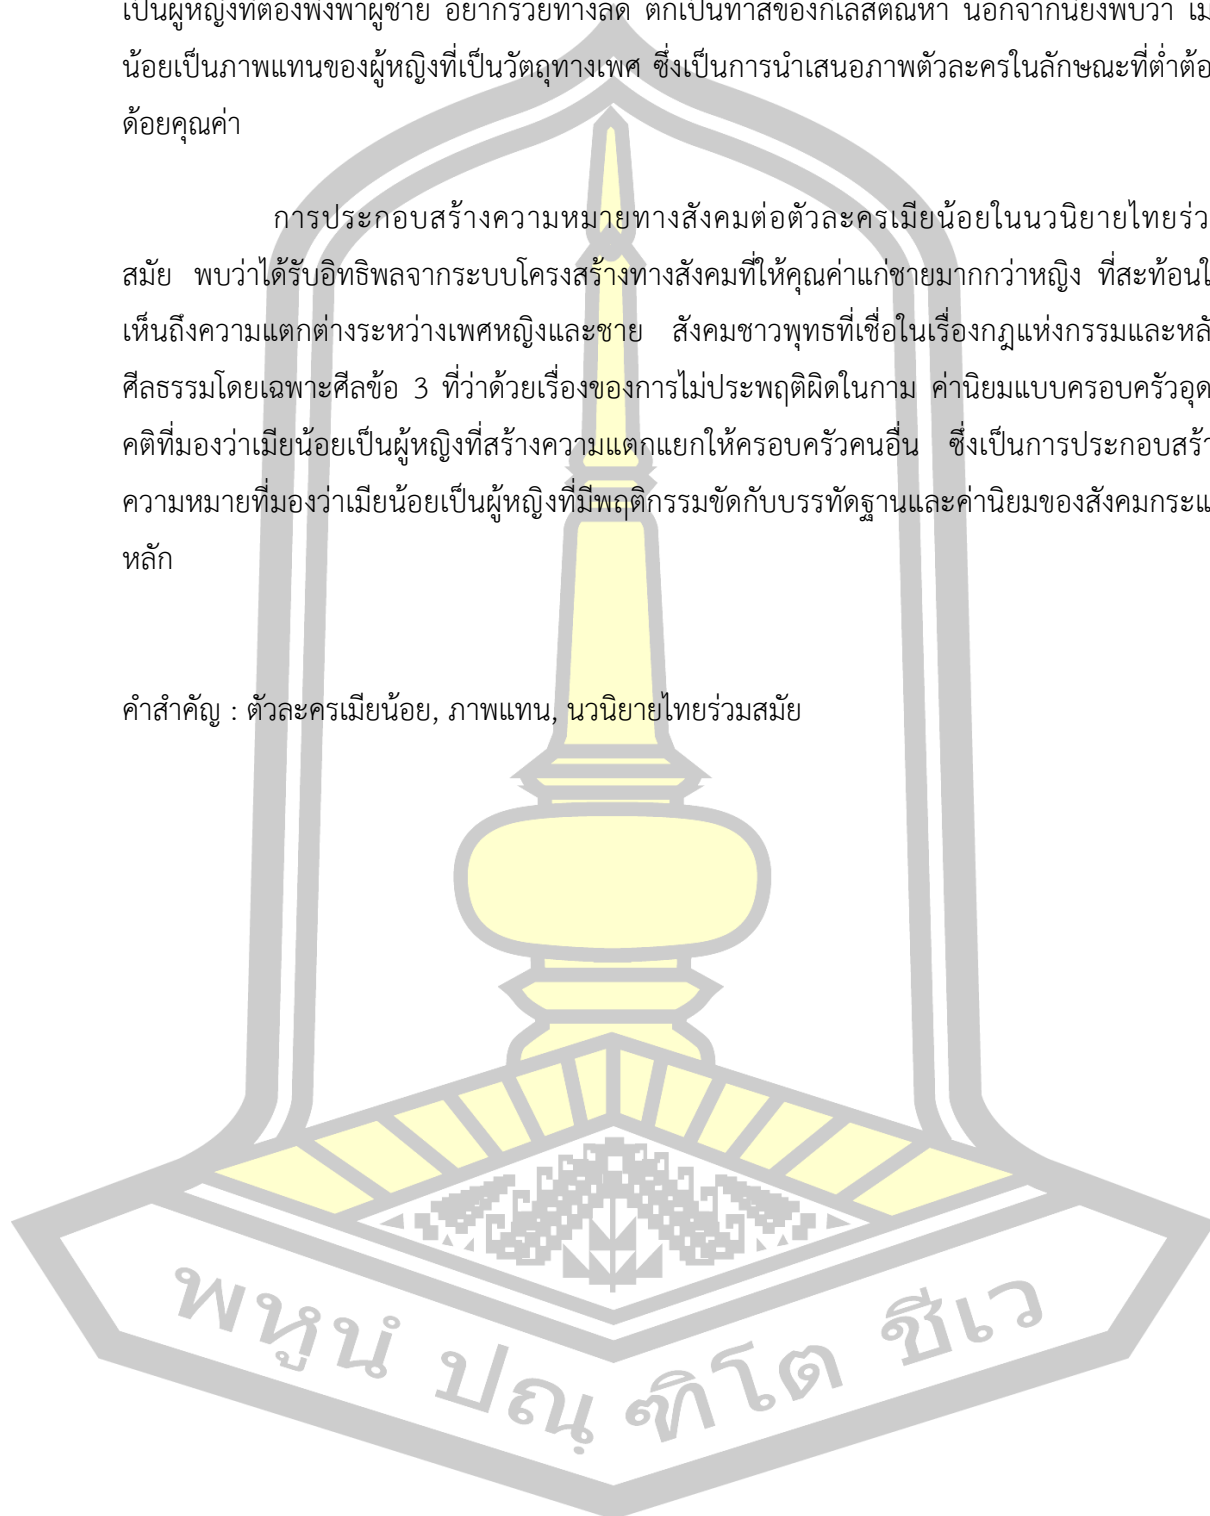 เป็นผู้หญิงที่ต้องพึ่งพาผู้ชาย อยากรวยทางลัด ตกเป็นทาสของกิเลสตัณหา นอกจากนี้ยังพบว่า เมี
น้อยเป็นภาพแทนของผู้หญิงที่เป็นวัตถุทางเพศ ซึ่งเป็นการนำเสนอภาพตัวละครในลักษณะที่ต่ำต้อ
ด้อยคุณค่า
การประกอบสร้างความหมายทางสังคมต่อตัวละครเมียน้อยในนวนิยายไทยร่ว
สมัย พบว่าได้รับอิทธิพลจากระบบโครงสร้างทางสังคมที่ให้คุณค่าแก่ชายมากกว่าหญิง ที่สะท้อนใ
เห็นถึงความแตกต่างระหว่างเพศหญิงและชาย สังคมชาวพุทธที่เชื่อในเรื่องกฎแห่งกรรมและหลั
ศีลธรรมโดยเฉพาะศีลข้อ 3 ที่ว่าด้วยเรื่องของการไม่ประพฤติผิดในกาม ค่านิยมแบบครอบครัวอุด
คติที่มองว่าเมียน้อยเป็นผู้หญิงที่สร้างความแตกแยกให้ครอบครัวคนอื่น ซึ่งเป็นการประกอบสร้า
ความหมายที่มองว่าเมียน้อยเป็นผู้หญิงที่มีพฤติกรรมขัดกับบรรทัดฐานและค่านิยมของสังคมกระแ
หลัก
คำสำคัญ : ตัวละครเมียน้อย, ภาพแทน, นวนิยายไทยร่วมสมัย
พหูนํ ปณฺ ฑิโต ชีเว